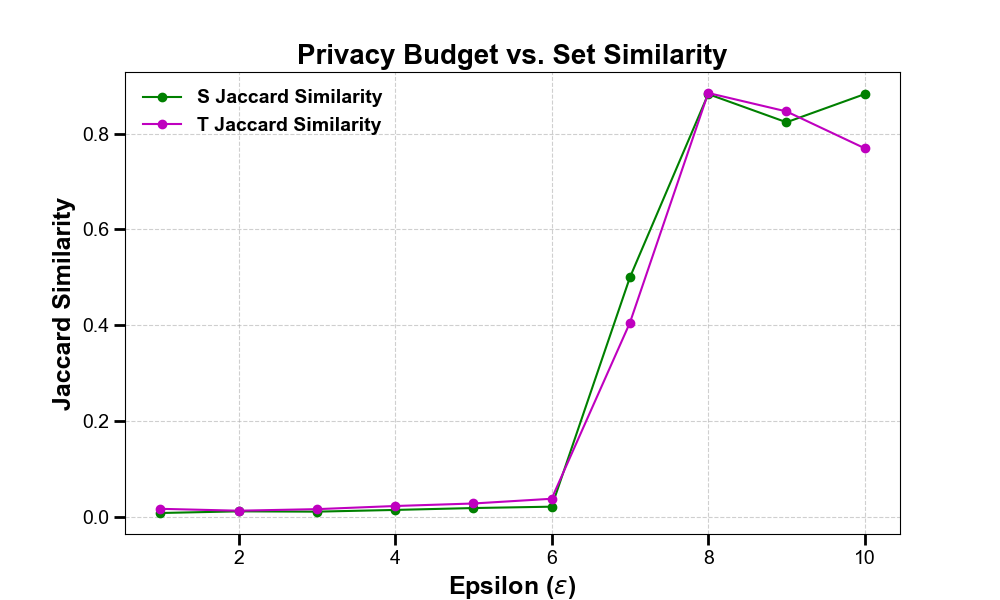 Privacy Budget vs. Set Similarity
S Jaccard Similarity
T Jaccard Similarity
Jaccard Similarity
0.8
0.6
0.4
0.2
0.0
2 4 6 8 10
Epsilon (ε)